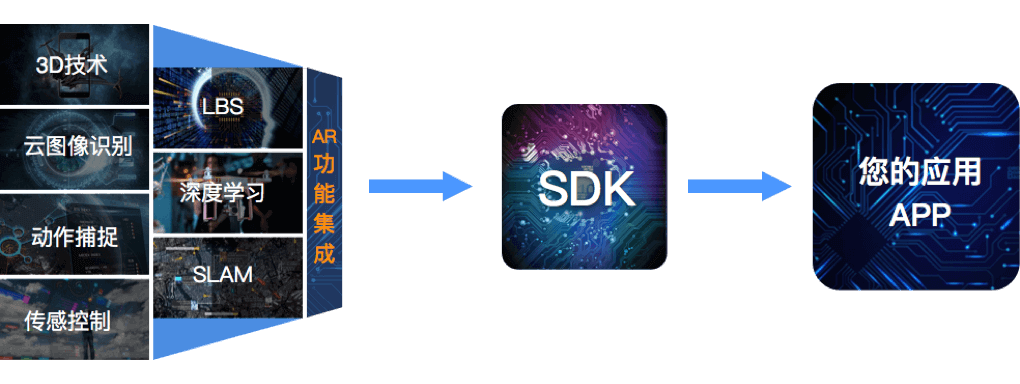 3D技术
云图像识别
动作捕捉
传感控制
LBS
深度学习
SLAM
AR
功
能
集
成
SDK
您的应用
APP